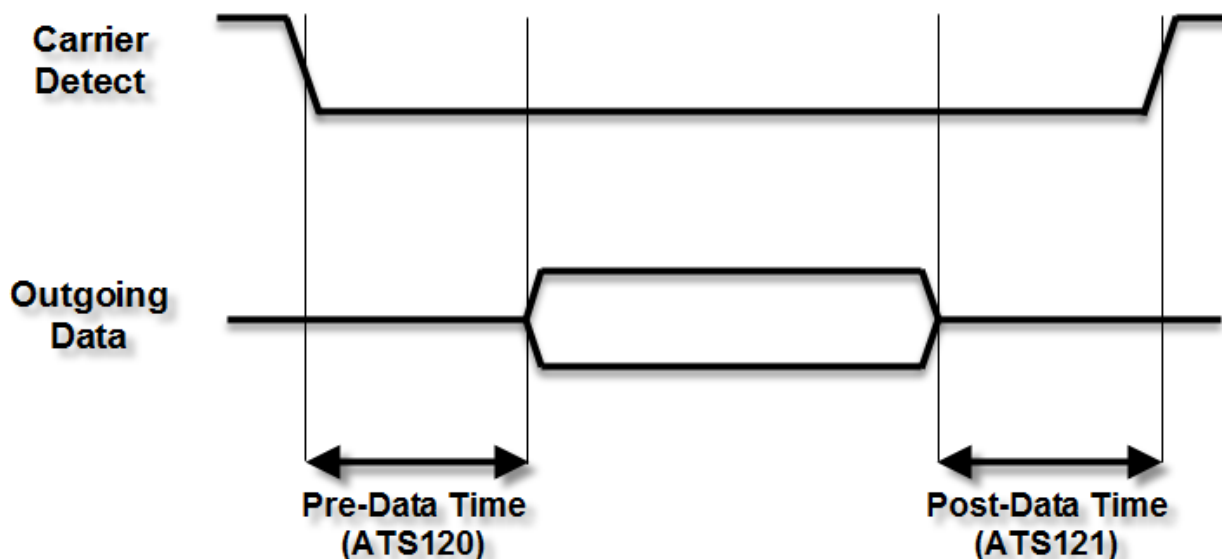 Carrier
Detect
Outgoing
Data
Pre-Data Time
(ATS120)
Post-Data Time
(ATS121)